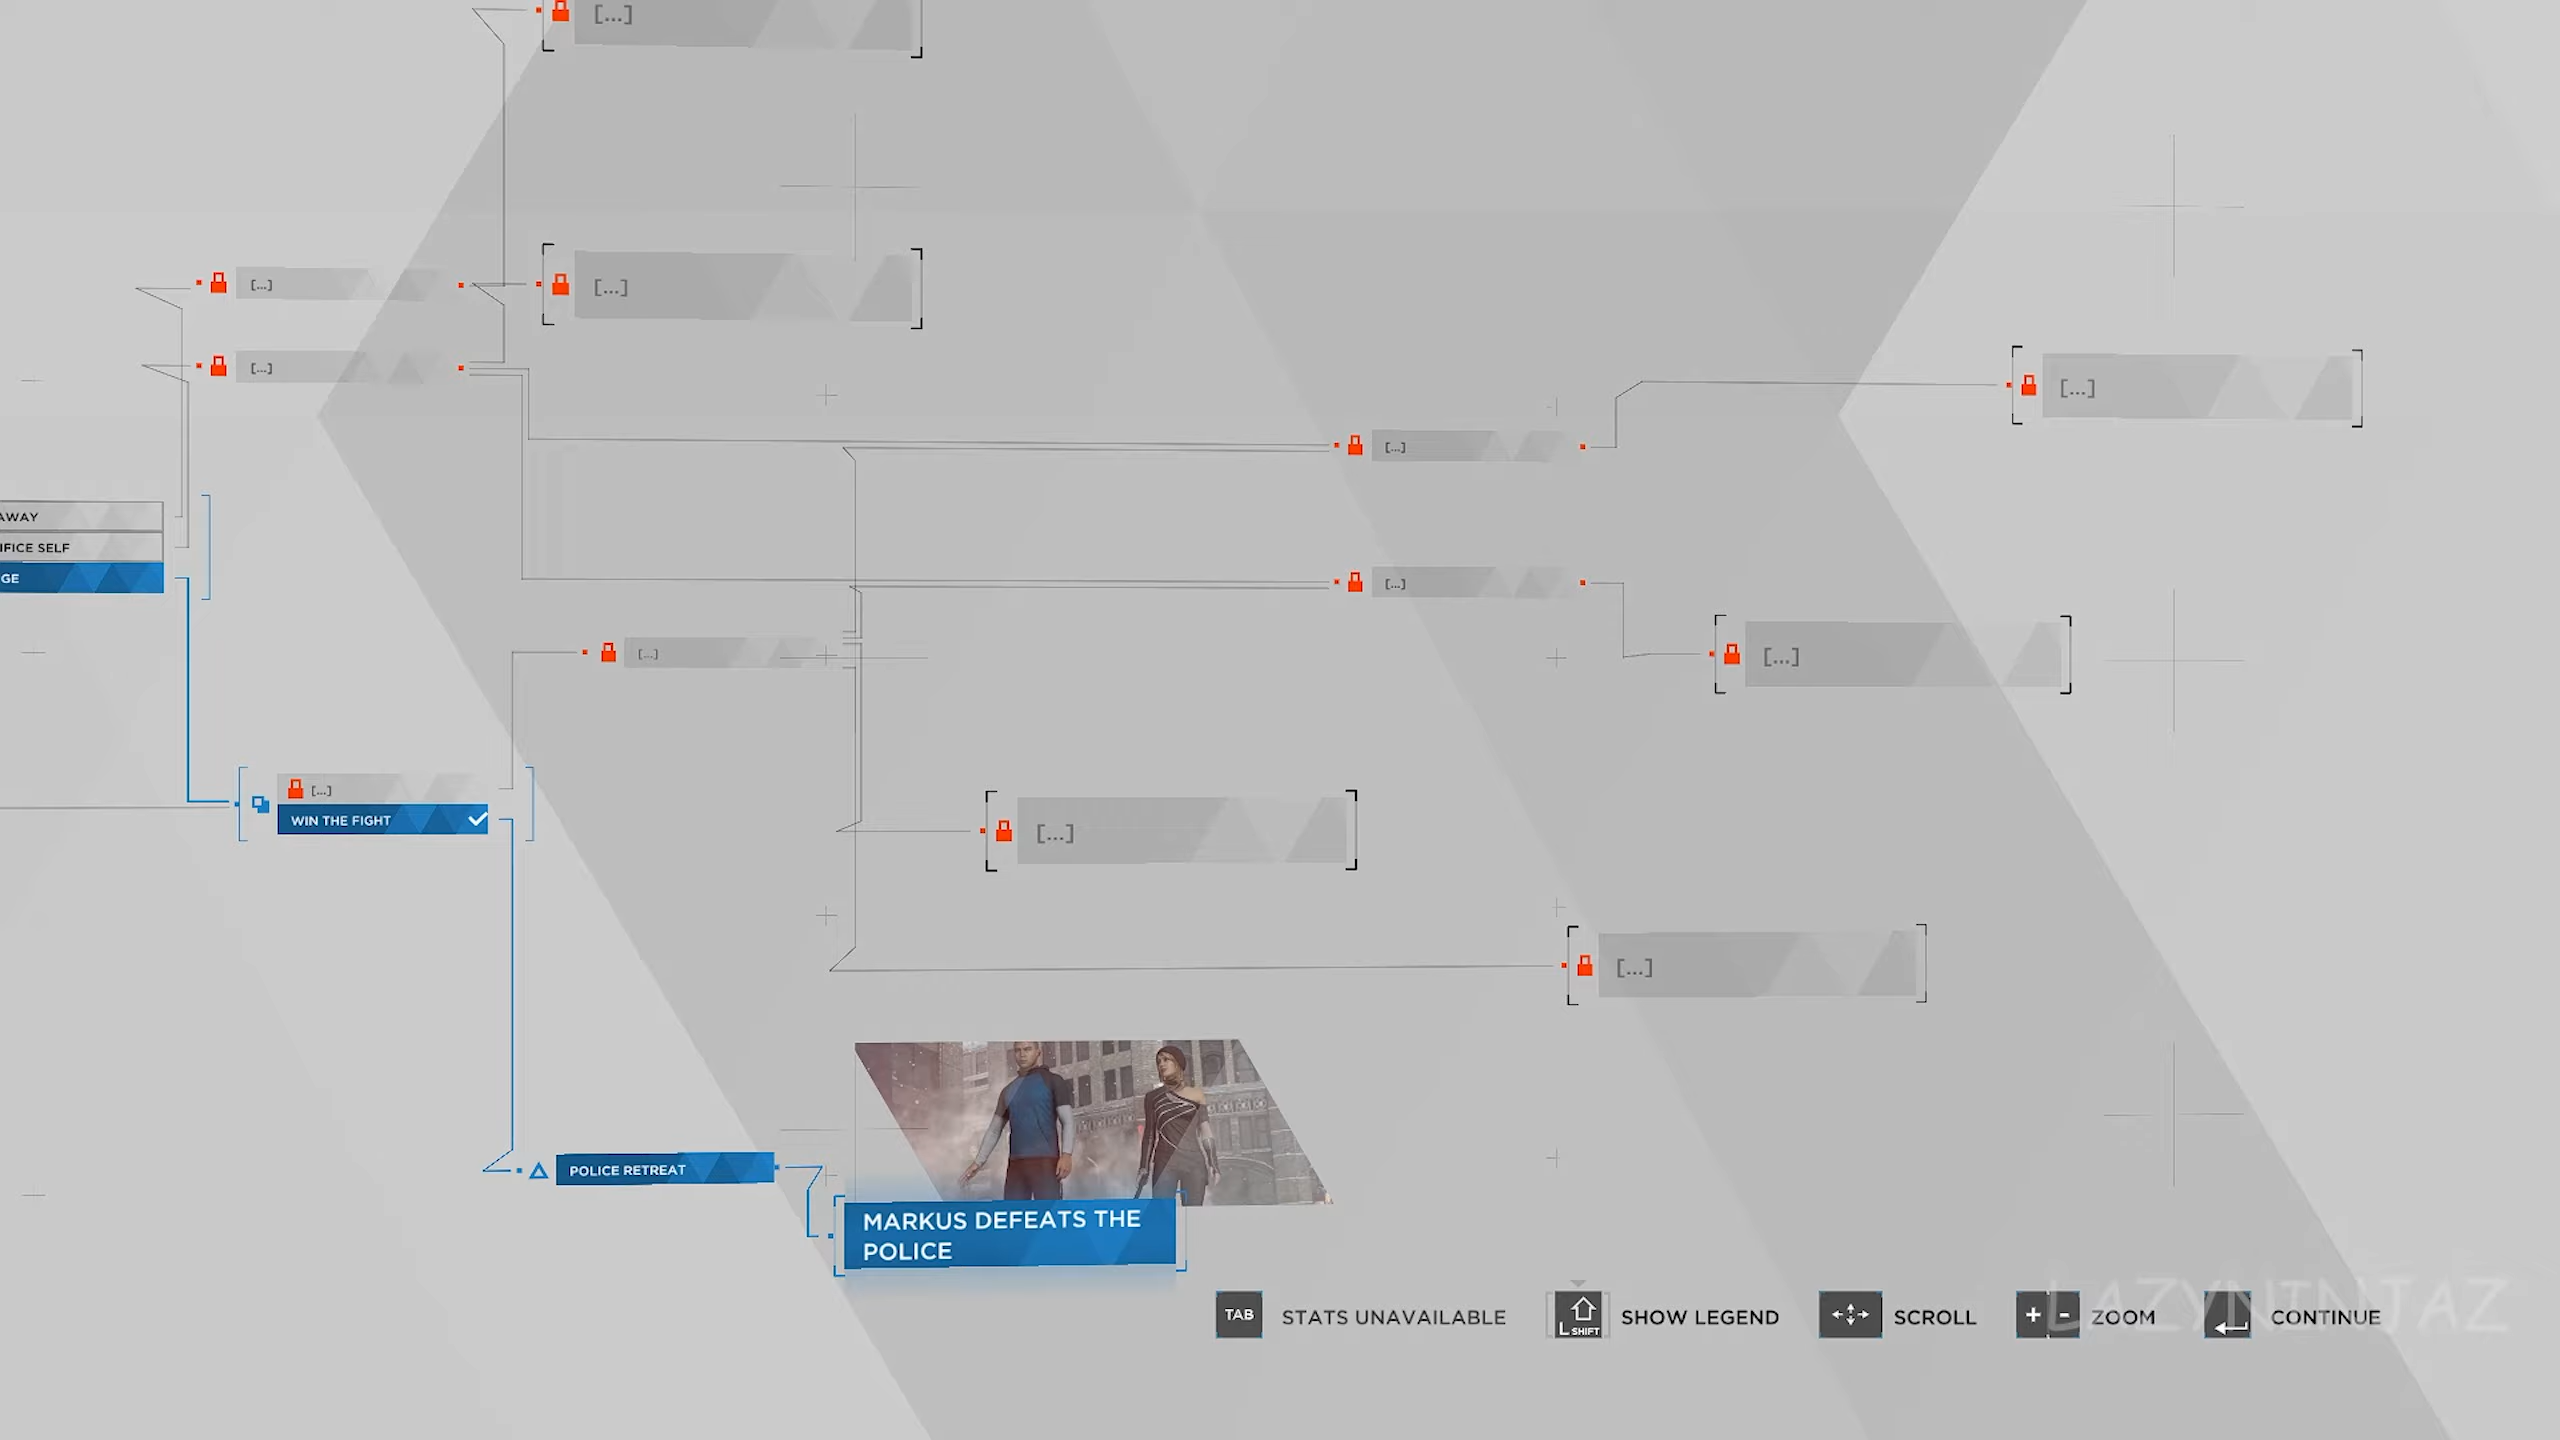 [...]
[...]
[...]
[...]
[...]
[...]
AWAY
IFICE SELF
GE
[...]
[...]
[...]
[...]
WIN THE FIGHT
[...]
[...]
POLICE RETREAT
MARKUS DEFEATS THE
POLICE
TAB STATS UNAVAILABLE L SHIFT SHOW LEGEND SCROLL + - ZOOM CONTINUE
LAZYNINJAZ